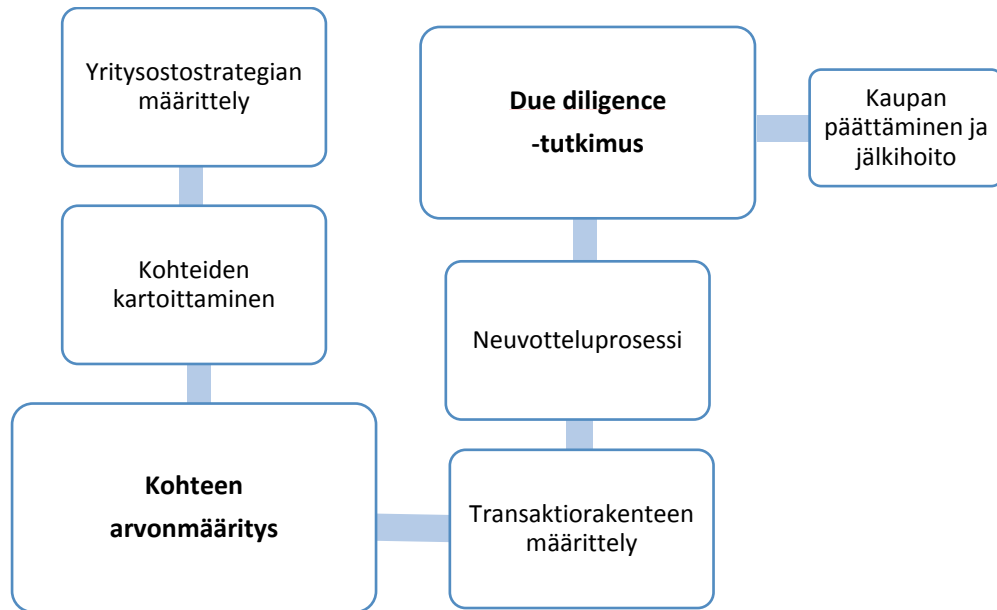 Yritysostostrategian
määrittely
Kohteiden
kartoittaminen
Kohteen
arvonmääritys
Transaktiorakenteen
määrittely
Neuvotteluprosessi
Due diligence
-tutkimus
Kaupan
päättäminen ja
jälkihoito